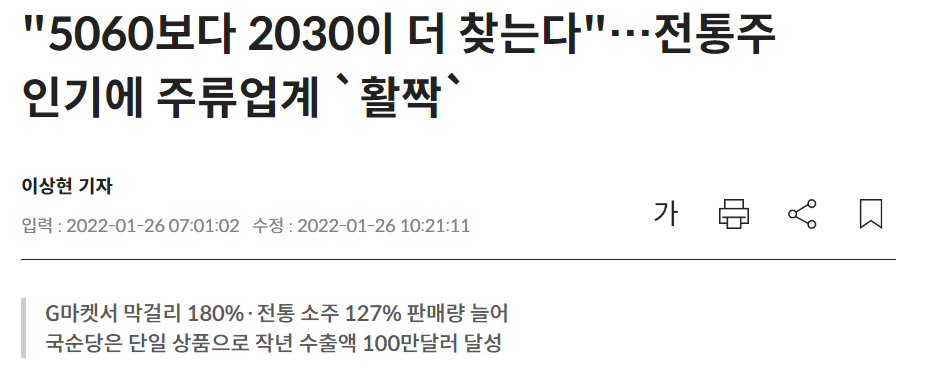 "5060보다 2030이 더 찾는다"…전통주
인기에 주류업계 `활짝`
이상현 기자
입력 : 2022-01-26 07:01:02 수정 : 2022-01-26 10:21:11
가
G마켓서 막걸리 180%·전통 소주 127% 판매량 늘어
국순당은 단일 상품으로 작년 수출액 100만달러 달성